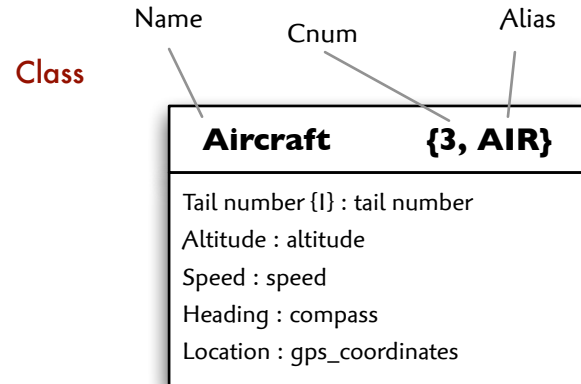 Name
Cnum
Alias
Class
Aircraft {3, AIR}
Tail number {I} : tail number
Altitude : altitude
Speed : speed
Heading : compass
Location : gps_coordinates